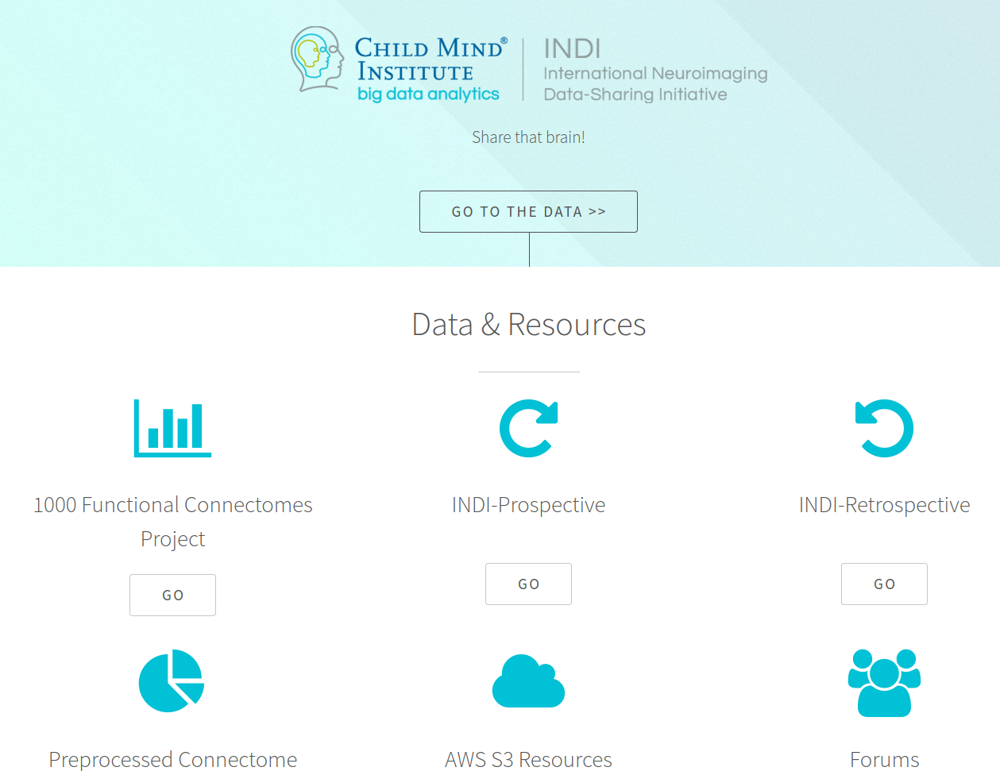 CHILD MIND® INSTITUTE
big data analytics
INDI
International Neuroimaging
Data-Sharing Initiative
Share that brain!
GO TO THE DATA >>
Data & Resources
1000 Functional Connectomes
Project
GO
INDI-Prospective
GO
INDI-Retrospective
GO
Preprocessed Connectome
AWS S3 Resources
Forums